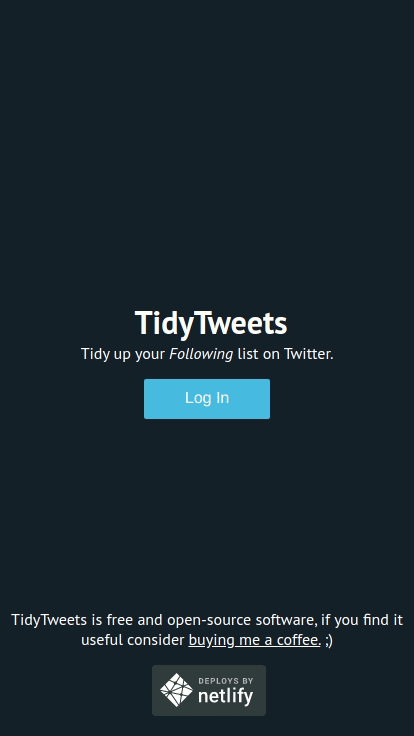 TidyTweets
Tidy up your Following list on Twitter.
Log In
TidyTweets is free and open-source software, if you find it
useful consider buying me a coffee. ;)
DEPLOYS BY
netlify